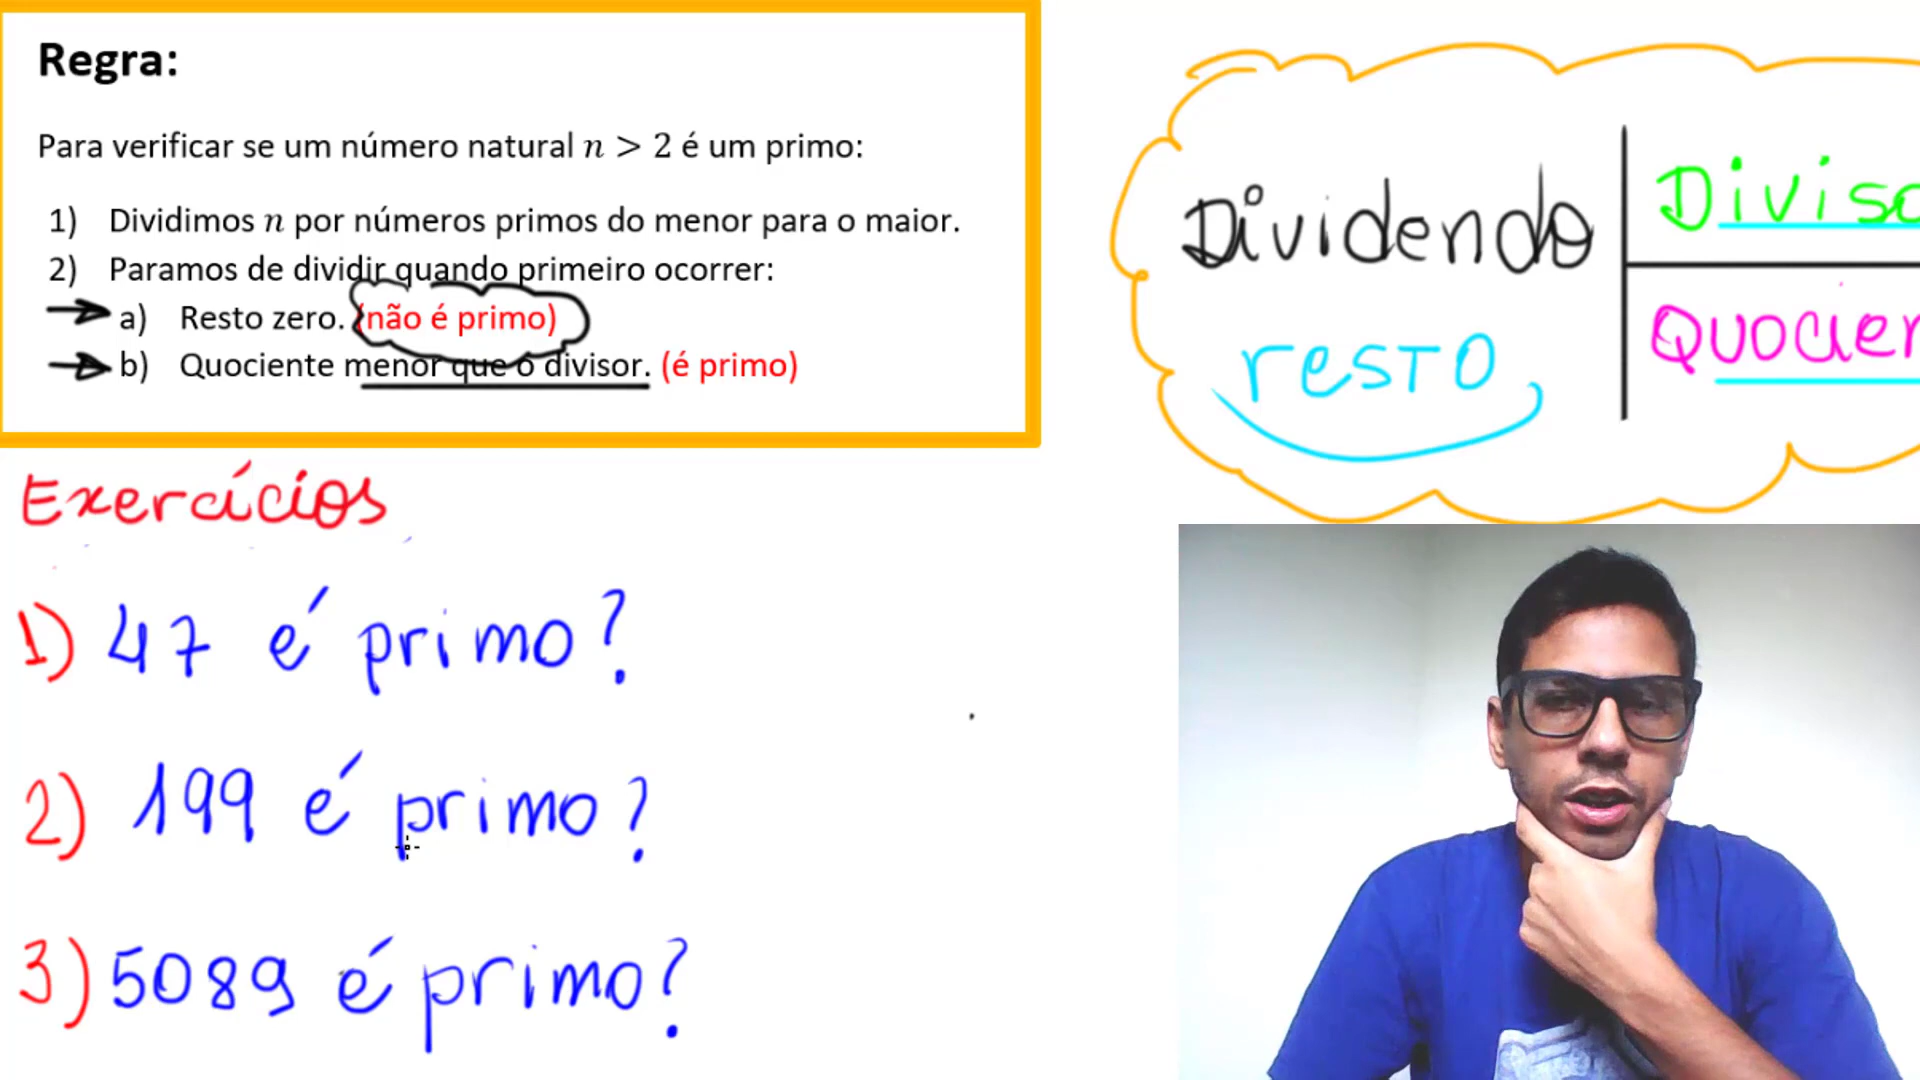 Regra:
Para verificar se um número natural n > 2 é um primo:
1) Dividimos n por números primos do menor para o maior.
2) Paramos de dividir quando primeiro ocorrer:
a) Resto zero. (não é primo)
b) Quociente menor que o divisor. (é primo)
Dividendo
Diviso
resto
Quocien
Exercícios
1) 47 é primo?
2) 199 é primo?
3) 5089 é primo?